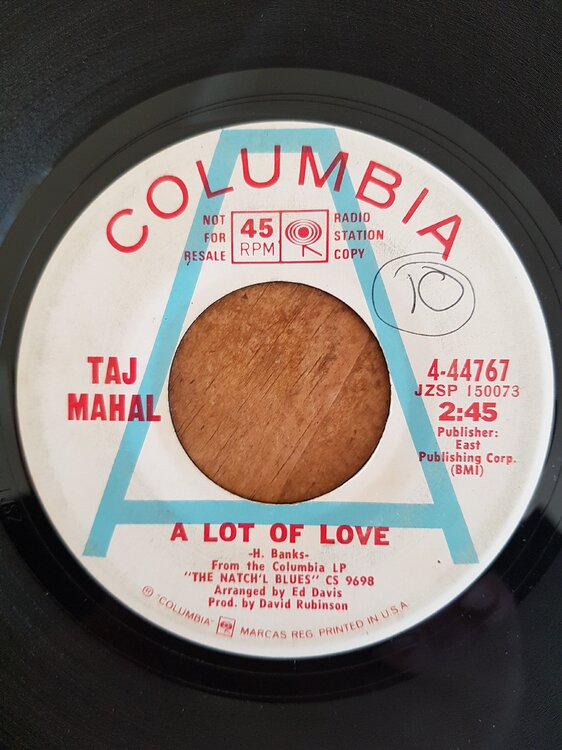 COLUMBIA
NOT
FOR
RESALE
45
RPM
RADIO
STATION
COPY
10
A
TAJ
MAHAL
4-44767
JZSP 150073
2:45
Publisher:
East
Publishing Corp.
(BMI)
A LOT OF LOVE
-H. Banks-
From the Columbia LP
"THE NATCH'L BLUES" CS 9698
Arranged by Ed Davis
Prod. by David Rubinson
℗ "COLUMBIA" MARCAS REG. PRINTED IN U.S.A.